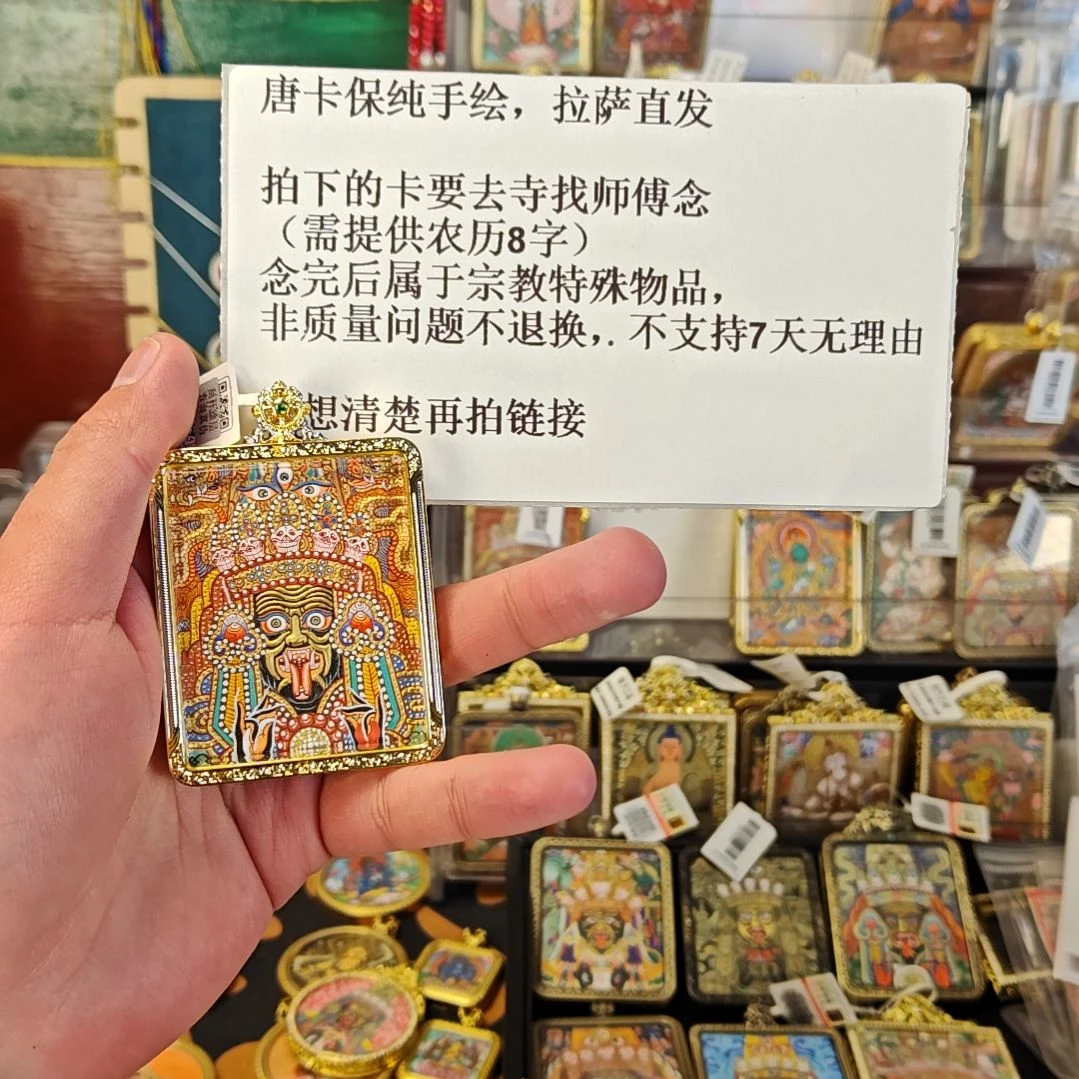 唐卡保纯手绘，拉萨直发
拍下的卡要去寺找师傅念
（需提供农历8字）
念完后属于宗教特殊物品，
非质量问题不退换，. 不支持7天无理由
想清楚再拍链接